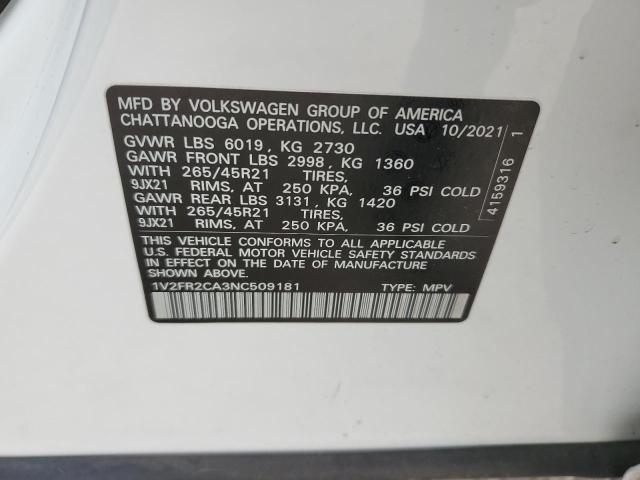 MFD BY VOLKSWAGEN GROUP OF AMERICA
CHATTANOOGA OPERATIONS, LLC. USA 10/2021
GVWR LBS 6019, KG 2730
GAWR FRONT LBS 2998, KG 1360
WITH 265/45R21 TIRES,
9JX21 RIMS, AT 250 KPA, 36 PSI COLD
GAWR REAR LBS 3131, KG 1420
WITH 265/45R21 TIRES,
9JX21 RIMS, AT 250 KPA, 36 PSI COLD
THIS VEHICLE CONFORMS TO ALL APPLICABLE
U.S. FEDERAL MOTOR VEHICLE SAFETY STANDARDS
IN EFFECT ON THE DATE OF MANUFACTURE
SHOWN ABOVE.
1V2FR2CA3NC509181 TYPE: MPV
4159316 1